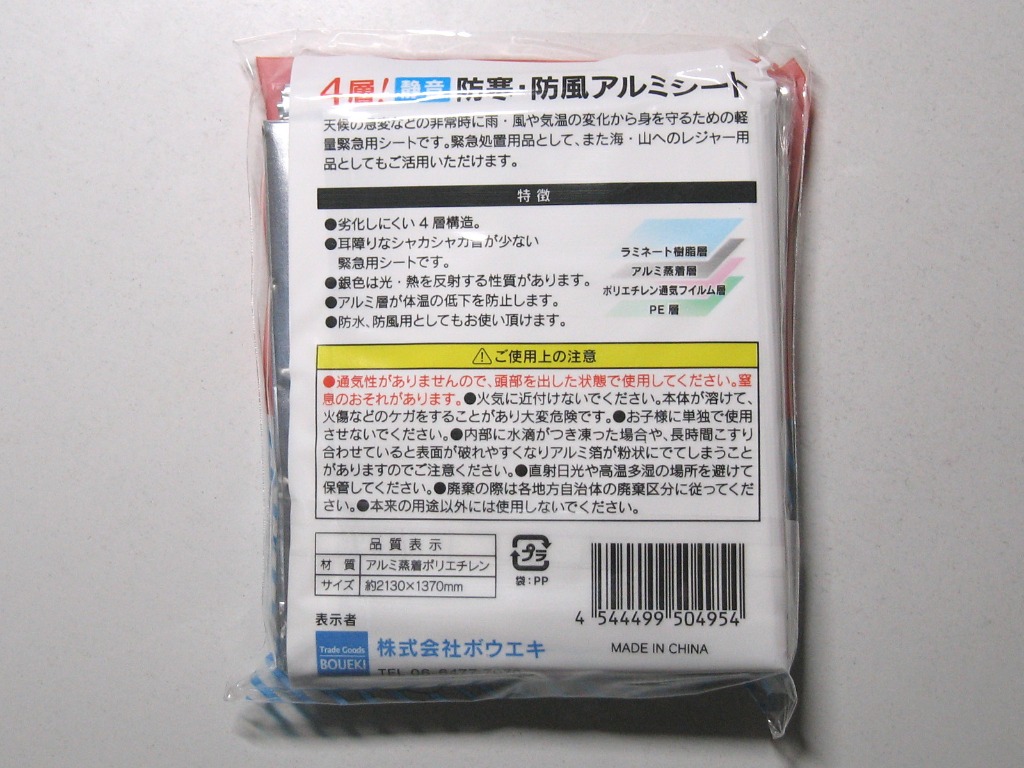 4層! 静音 防寒・防風アルミシート
天候の急変などの非常時に雨・風や気温の変化から身を守るための軽
量緊急用シートです。緊急処置用品として、また海・山へのレジャー用
品としてもご活用いただけます。
特徴
●劣化しにくい4層構造。
●耳障りなシャカシャカ音が少ない
緊急用シートです。
●銀色は光・熱を反射する性質があります。
●アルミ層が体温の低下を防止します。
●防水、防風用としてもお使い頂けます。
ラミネート樹脂層
アルミ蒸着層
ポリエチレン通気フイルム層
PE層
⚠ご使用上の注意
●通気性がありませんので、頭部を出した状態で使用してください。窒
息のおそれがあります。●火気に近付けないでください。本体が溶けて、
火傷などのケガをすることがあり大変危険です。●お子様に単独で使用
させないでください。●内部に水滴がつき凍った場合や、長時間こすり
合わせていると表面が破れやすくなりアルミ箔が粉状にでてしまうこと
がありますのでご注意ください。●直射日光や高温多湿の場所を避けて
保管してください。●廃棄の際は各地方自治体の廃棄区分に従ってくだ
さい。●本来の用途以外には使用しないでください。
品質表示
材質 アルミ蒸着ポリエチレン
サイズ 約2130×1370mm
プラ
袋:PP
4 544499 504954
MADE IN CHINA
表示者
Trade Goods
BOUEKI
株式会社ボウエキ
TEL 06-